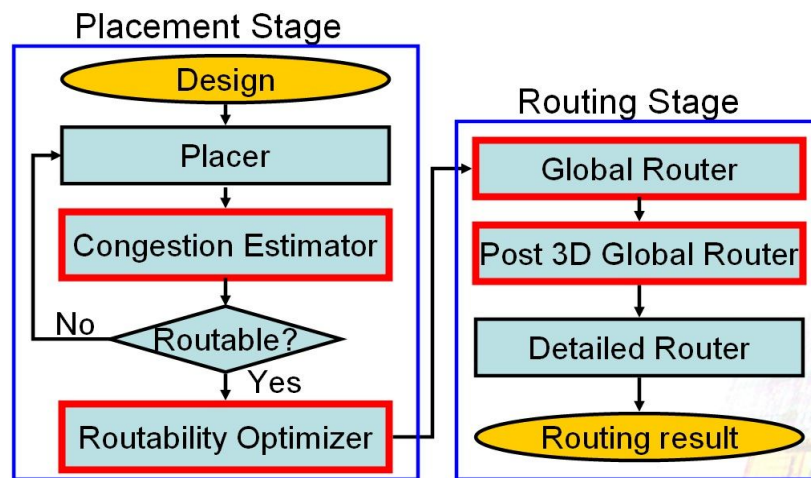 Placement Stage
Design
Placer
Congestion Estimator
Routable?
No
Yes
Routability Optimizer
Routing Stage
Global Router
Post 3D Global Router
Detailed Router
Routing result